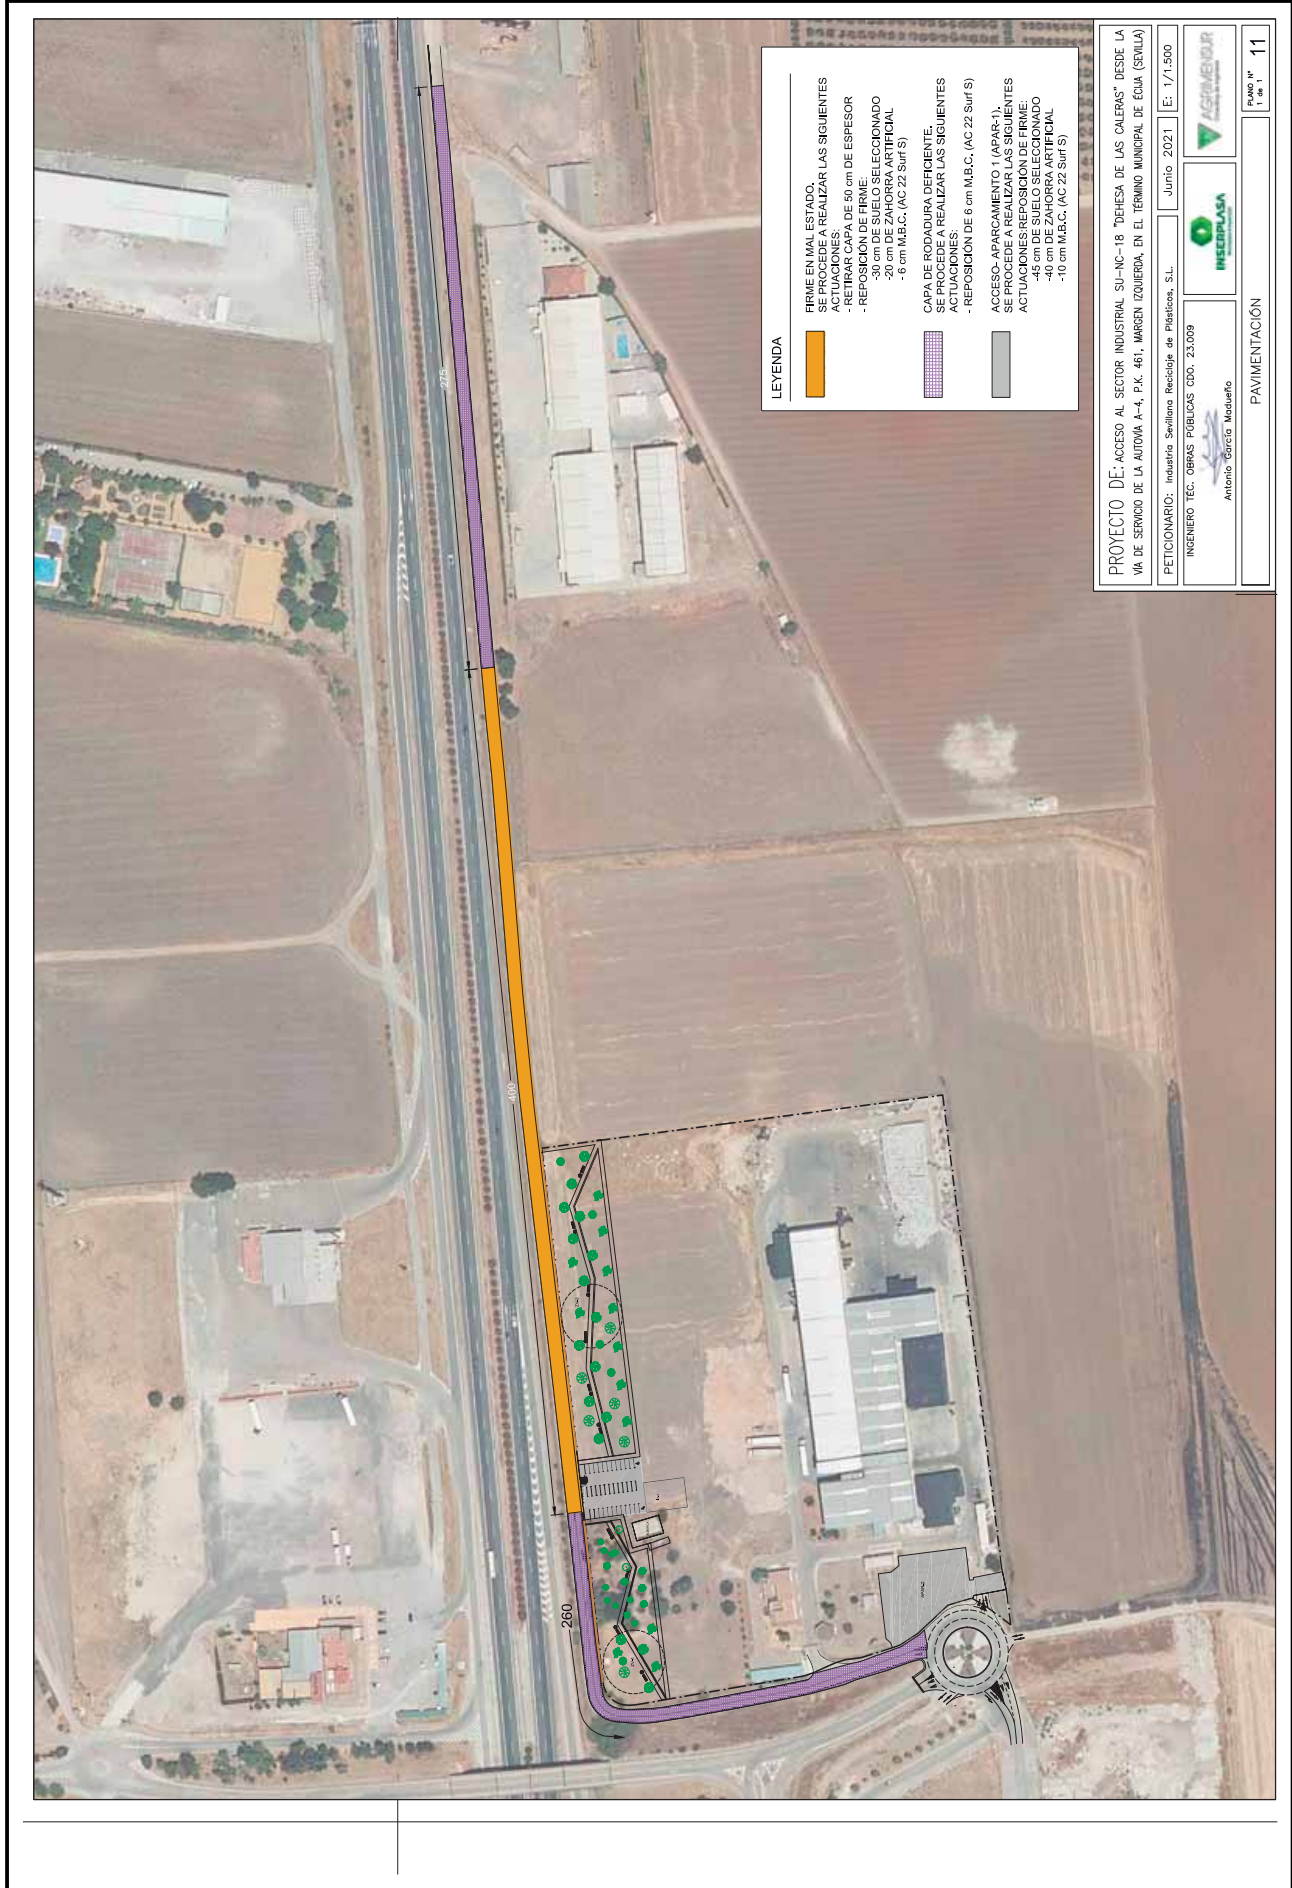 LEYENDA
FIRME EN MAL ESTADO.
SE PROCEDE A REALIZAR LAS SIGUIENTES
ACTUACIONES:
- RETIRAR CAPA DE 50 cm DE ESPESOR
- REPOSICIÓN DE FIRME:
-30 cm DE SUELO SELECCIONADO
-20 cm DE ZAHORRA ARTIFICIAL
- 6 cm M.B.C. (AC 22 Surf S)
CAPA DE RODADURA DEFICIENTE.
SE PROCEDE A REALIZAR LAS SIGUIENTES
ACTUACIONES:
- REPOSICIÓN DE 6 cm M.B.C. (AC 22 Surf S)
ACCESO- APARCAMIENTO 1 (APAR-1).
SE PROCEDE A REALIZAR LAS SIGUIENTES
ACTUACIONES:REPOSICIÓN DE FIRME:
-45 cm DE SUELO SELECCIONADO
-40 cm DE ZAHORRA ARTIFICIAL
-10 cm M.B.C. (AC 22 Surf S)
275
400
260
PROYECTO DE: ACCESO AL SECTOR INDUSTRIAL SU-NC-18 "DEHESA DE LAS CALERAS" DESDE LA
VÍA DE SERVICIO DE LA AUTOVÍA A-4, P.K. 461, MARGEN IZQUIERDA, EN EL TÉRMINO MUNICIPAL DE ÉCIJA (SEVILLA)
PETICIONARIO: Industria Sevillana Reciclaje de Plásticos, S.L.
Junio 2021
E: 1/1.500
INGENIERO TÉC. OBRAS PÚBLICAS CDO. 23.009
Antonio García Madueño
INSERPLASA
AGRIMENSUR
PAVIMENTACIÓN
PLANO Nº
1 de 1
11